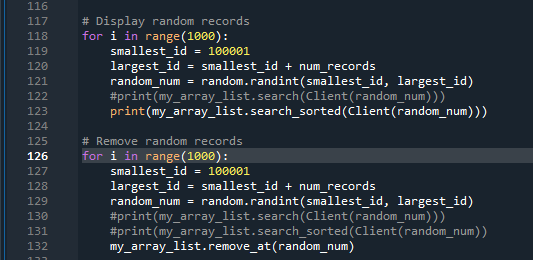 116
117 # Display random records
118 for i in range(1000):
119 smallest_id = 100001
120 largest_id = smallest_id + num_records
121 random_num = random.randint(smallest_id, largest_id)
122 #print(my_array_list.search(Client(random_num)))
123 print(my_array_list.search_sorted(Client(random_num)))
124
125 # Remove random records
126 for i in range(1000):
127 smallest_id = 100001
128 largest_id = smallest_id + num_records
129 random_num = random.randint(smallest_id, largest_id)
130 #print(my_array_list.search(Client(random_num)))
131 #print(my_array_list.search_sorted(Client(random_num))
132 my_array_list.remove_at(random_num)